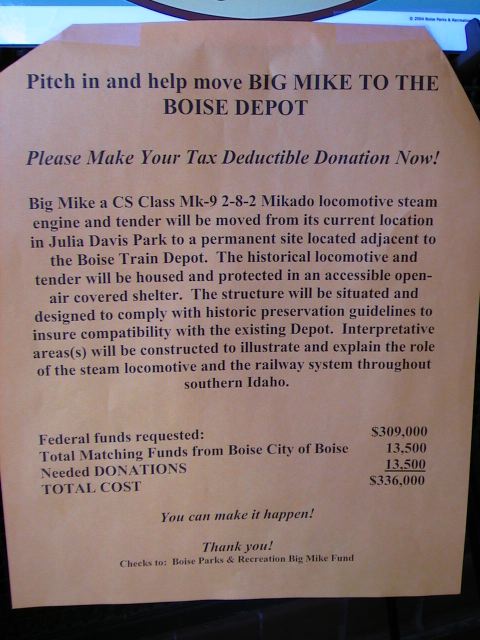 © 2004 Boise Parks & Recreation
Pitch in and help move BIG MIKE TO THE
BOISE DEPOT
Please Make Your Tax Deductible Donation Now!
Big Mike a CS Class Mk-9 2-8-2 Mikado locomotive steam
engine and tender will be moved from its current location
in Julia Davis Park to a permanent site located adjacent to
the Boise Train Depot. The historical locomotive and
tender will be housed and protected in an accessible open-
air covered shelter. The structure will be situated and
designed to comply with historic preservation guidelines to
insure compatibility with the existing Depot. Interpretative
areas(s) will be constructed to illustrate and explain the role
of the steam locomotive and the railway system throughout
southern Idaho.
Federal funds requested: $309,000
Total Matching Funds from Boise City of Boise 13,500
Needed DONATIONS 13,500
TOTAL COST $336,000
You can make it happen!
Thank you!
Checks to: Boise Parks & Recreation Big Mike Fund